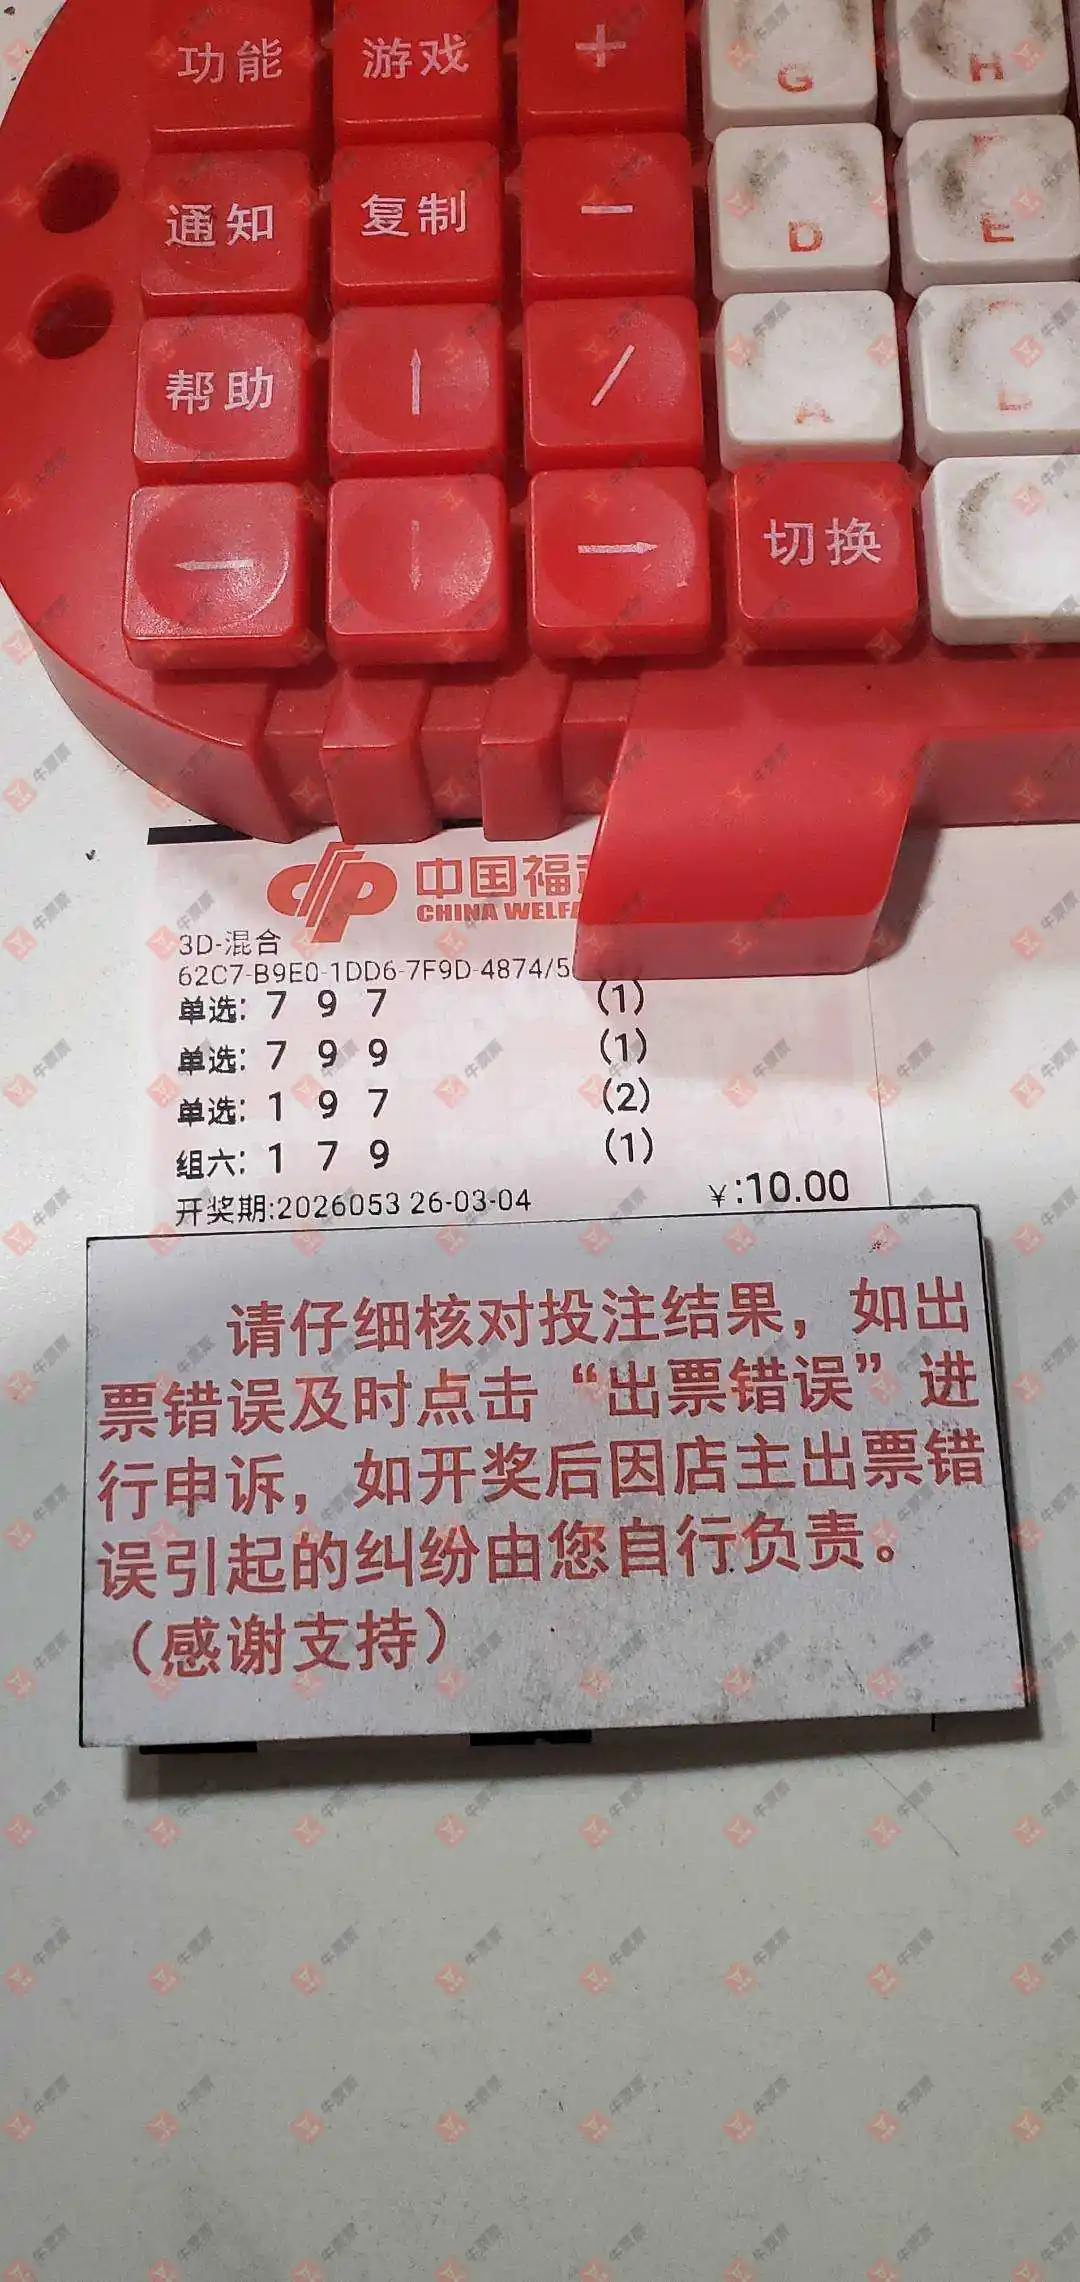 功能 游戏 + G H
通知 复制 — D E
帮助 ↑ / A
← ↓ → 切换
中国福
CHINA WELFA
3D-混合
62C7-B9E0-1DD6-7F9D-4874/5
单选: 7 9 7 (1)
单选: 7 9 9 (1)
单选: 1 9 7 (2)
组六: 1 7 9 (1)
开奖期:2026053 26-03-04 ¥:10.00
请仔细核对投注结果，如出
票错误及时点击“出票错误”进
行申诉，如开奖后因店主出票错
误引起的纠纷由您自行负责。
（感谢支持）